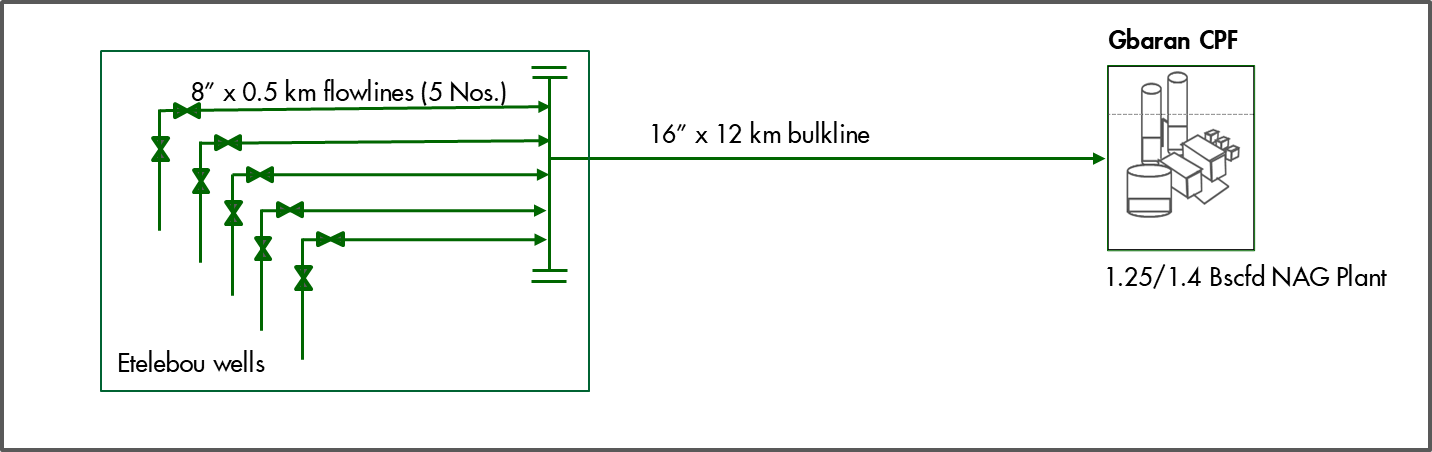 Gbaran CPF
8” x 0.5 km flowlines (5 Nos.)
16” x 12 km bulkline
1.25/1.4 Bscfd NAG Plant
Etelebou wells